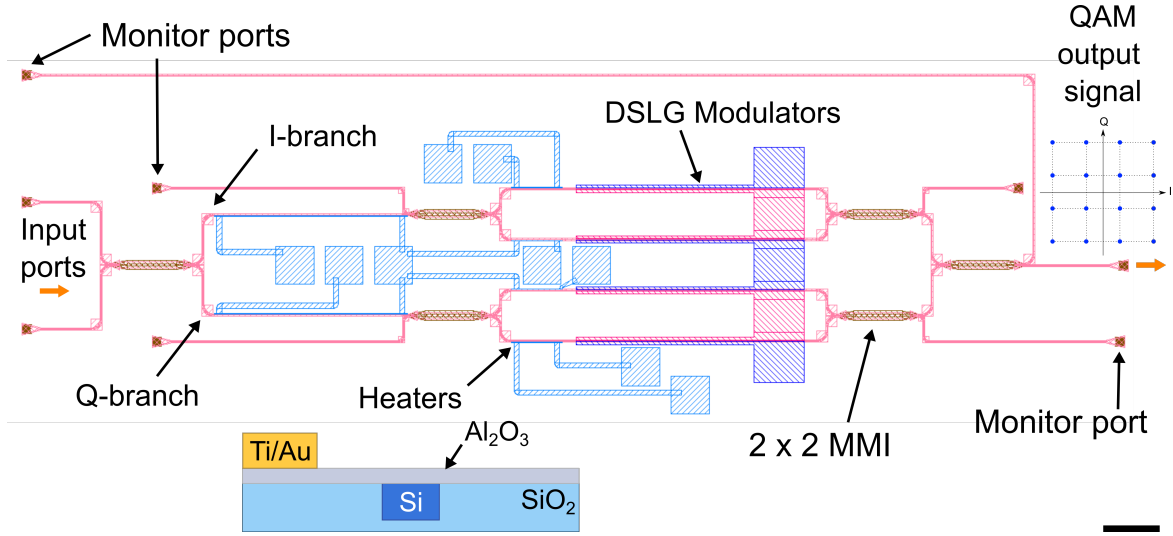 Monitor ports
QAM
output
signal
DSLG Modulators
I-branch
Q
Input
ports
Q-branch
Heaters
2 x 2 MMI
Monitor port
Al₂O₃
Ti/Au
Si
SiO₂